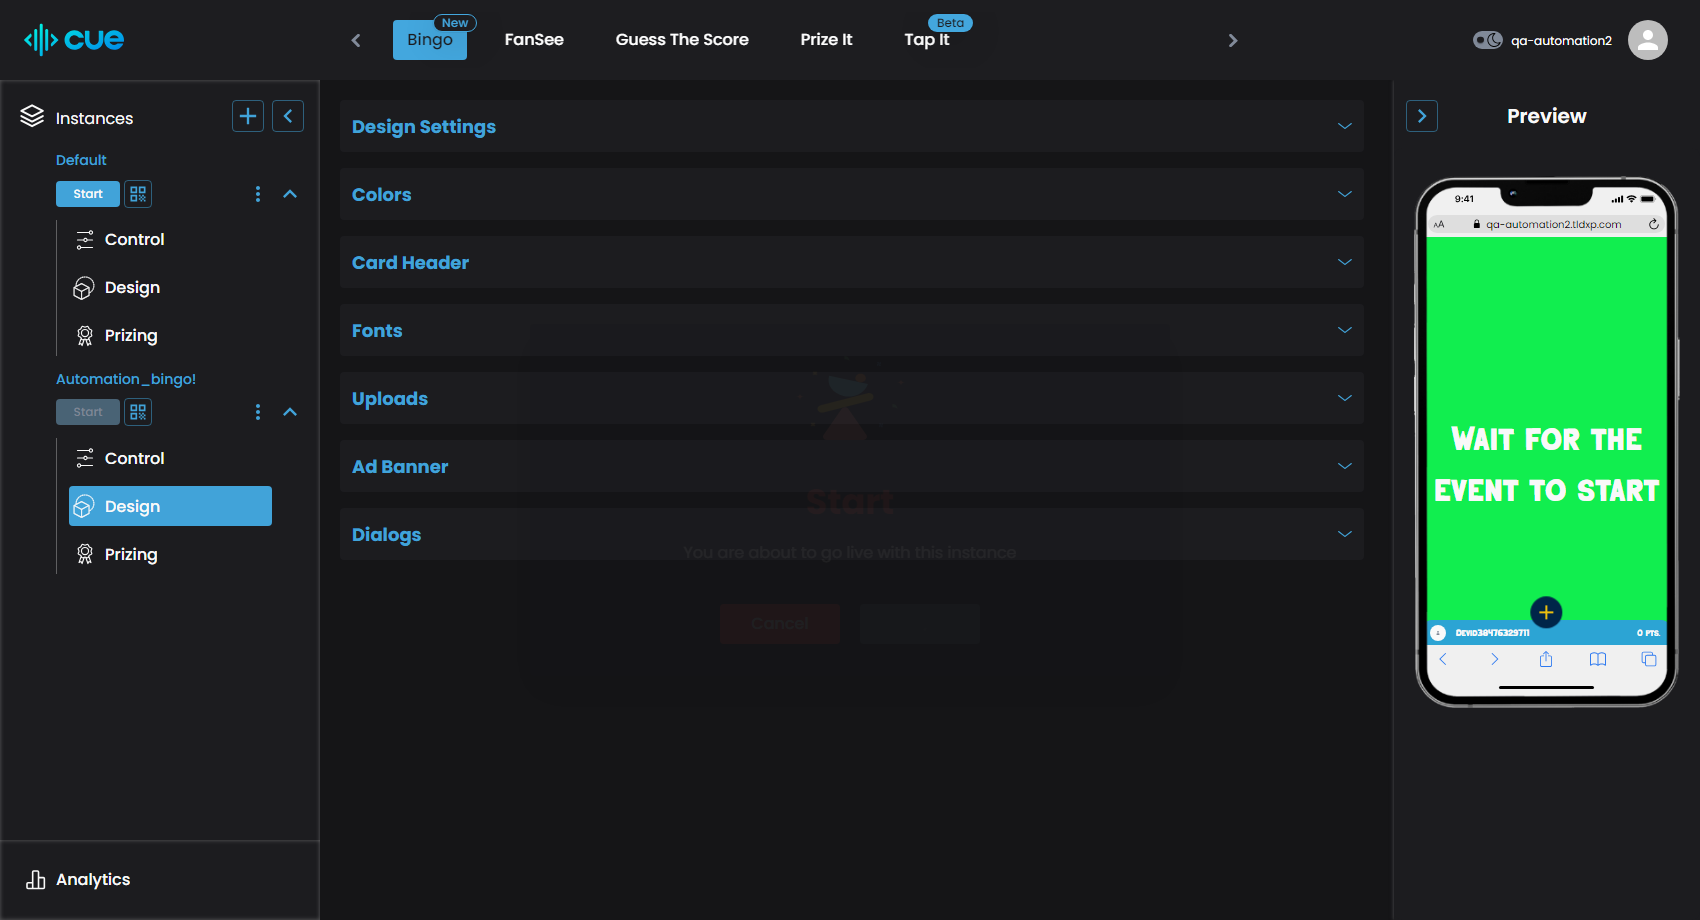 cue
Bingo
New
FanSee
Guess The Score
Prize It
Tap It
Beta
qa-automation2
Instances
Default
Start
Control
Design
Prizing
Automation_bingo!
Start
Control
Design
Prizing
Analytics
Design Settings
Colors
Card Header
Fonts
Uploads
Ad Banner
Dialogs
Start
You are about to go live with this instance
Cancel
Preview
9:41
AA
qa-automation2.tldxp.com
Wait for the
event to start
DEVID38476329711
0 PTS.